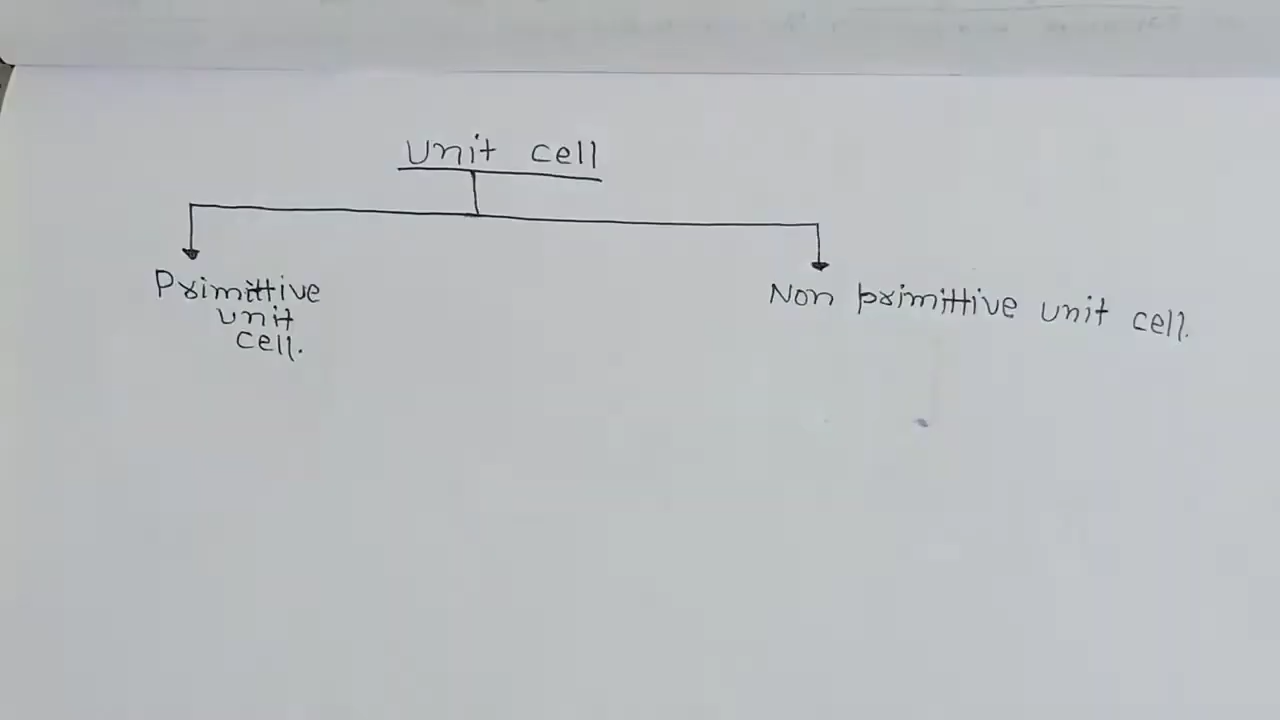 Unit cell
Primittive
unit
cell.
Non primittive unit cell.